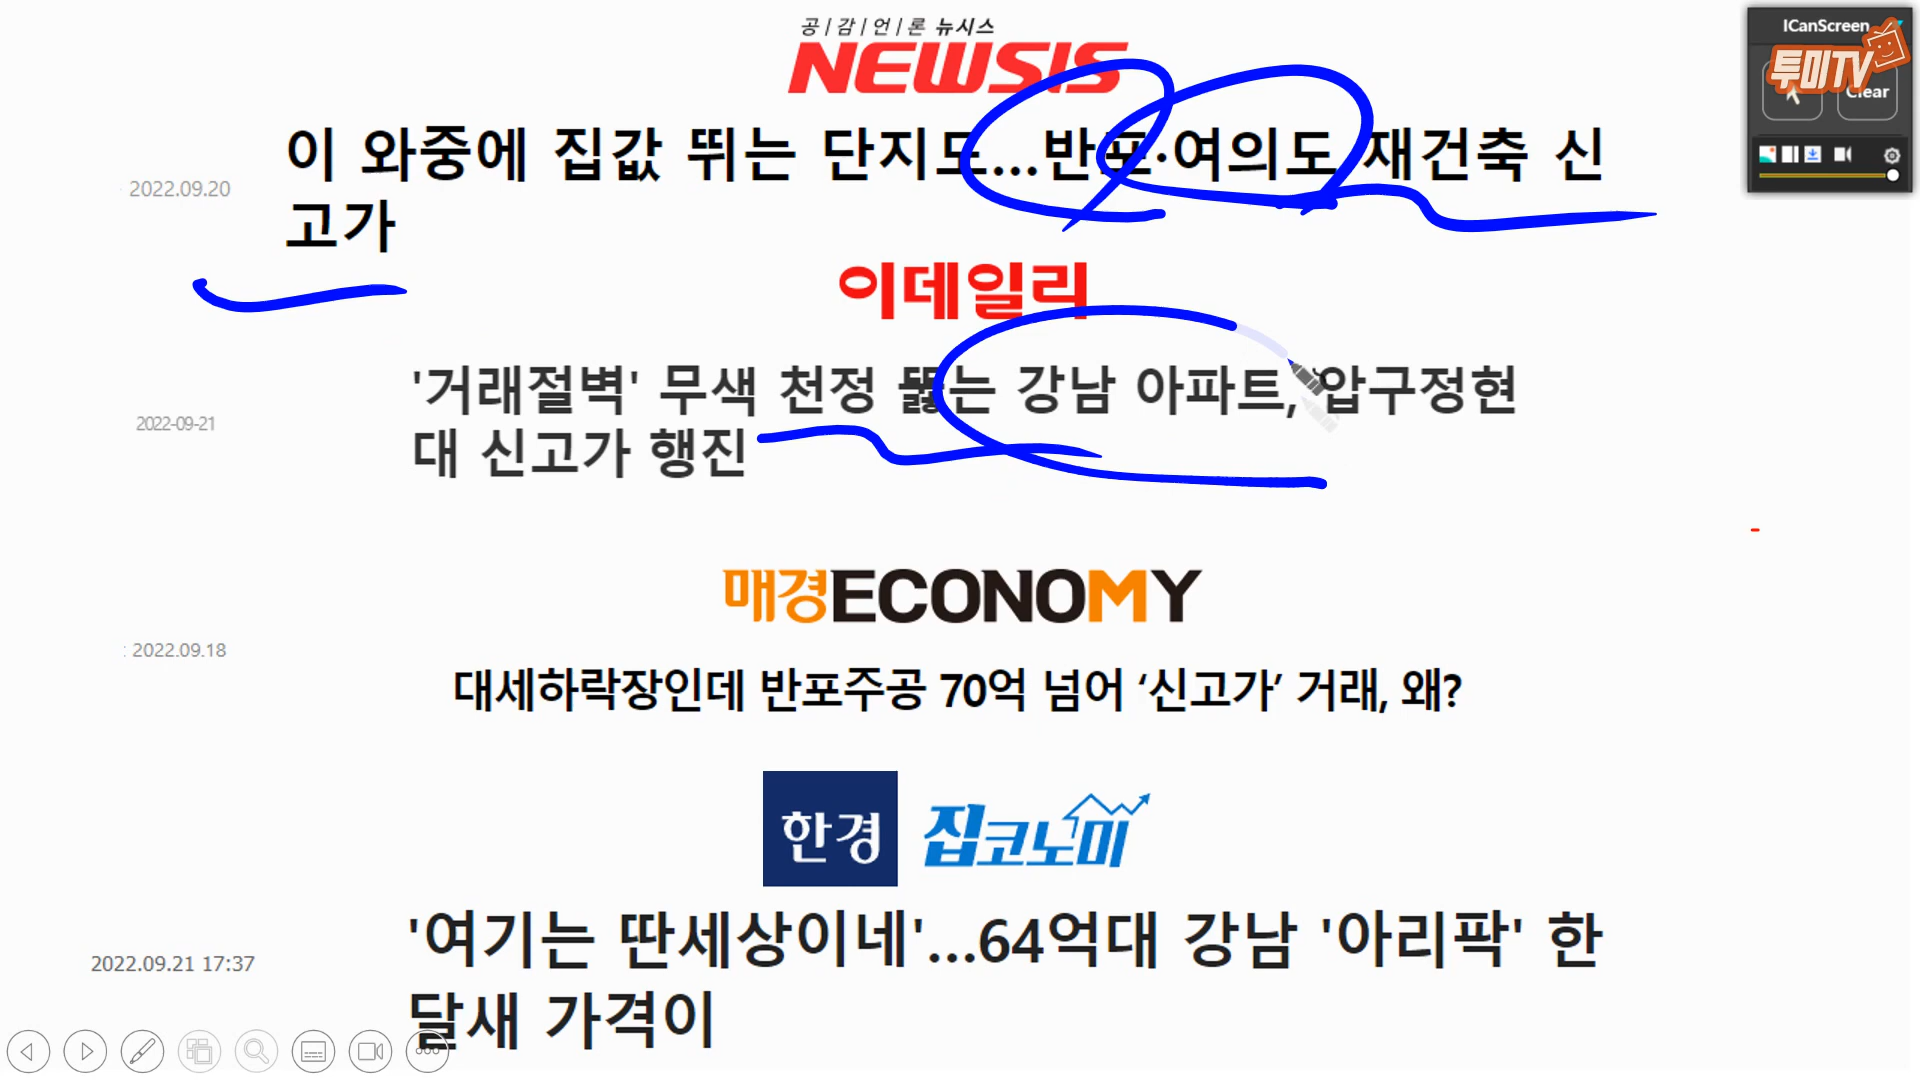 공|감|언|론 뉴시스
NEWSIS
ICanScreen
투미TV
Clear
이 와중에 집값 뛰는 단지도...반포·여의도 재건축 신
2022.09.20
고가
이데일리
'거래절벽' 무색 천정 뚫는 강남 아파트, 압구정현
2022-09-21
대 신고가 행진
매경ECONOMY
: 2022.09.18
대세하락장인데 반포주공 70억 넘어 ‘신고가’ 거래, 왜?
한경 집코노미
'여기는 딴세상이네'...64억대 강남 '아리팍' 한
2022.09.21 17:37
달새 가격이